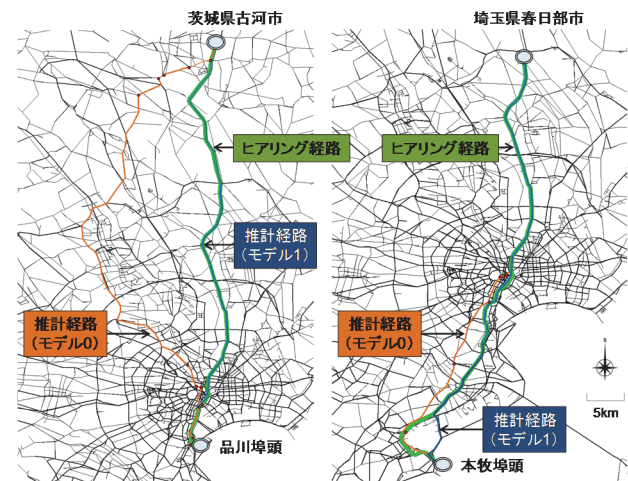 茨城県古河市
ヒアリング経路
推計経路
(モデル1)
推計経路
(モデル0)
品川埠頭
埼玉県春日部市
ヒアリング経路
推計経路
(モデル0)
N
5km
推計経路
(モデル1)
本牧埠頭